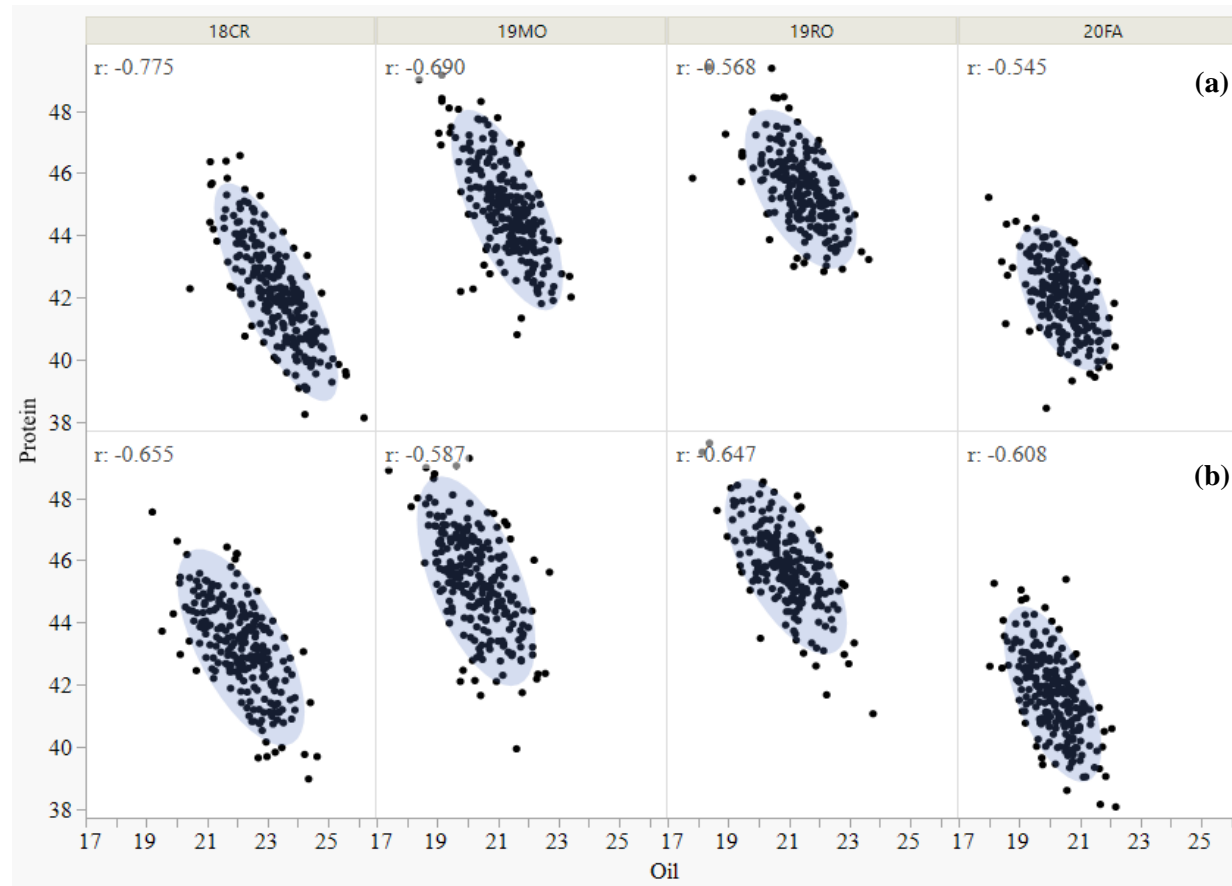 18CR 19MO 19RO 20FA
r: -0.775 r: -0.690 r: -0.568 r: -0.545 (a)
48
46
44
42
40
38
Protein
r: -0.655 r: -0.587 r: -0.647 r: -0.608 (b)
48
46
44
42
40
38
17 19 21 23 25 17 19 21 23 25 17 19 21 23 25 17 19 21 23 25
Oil